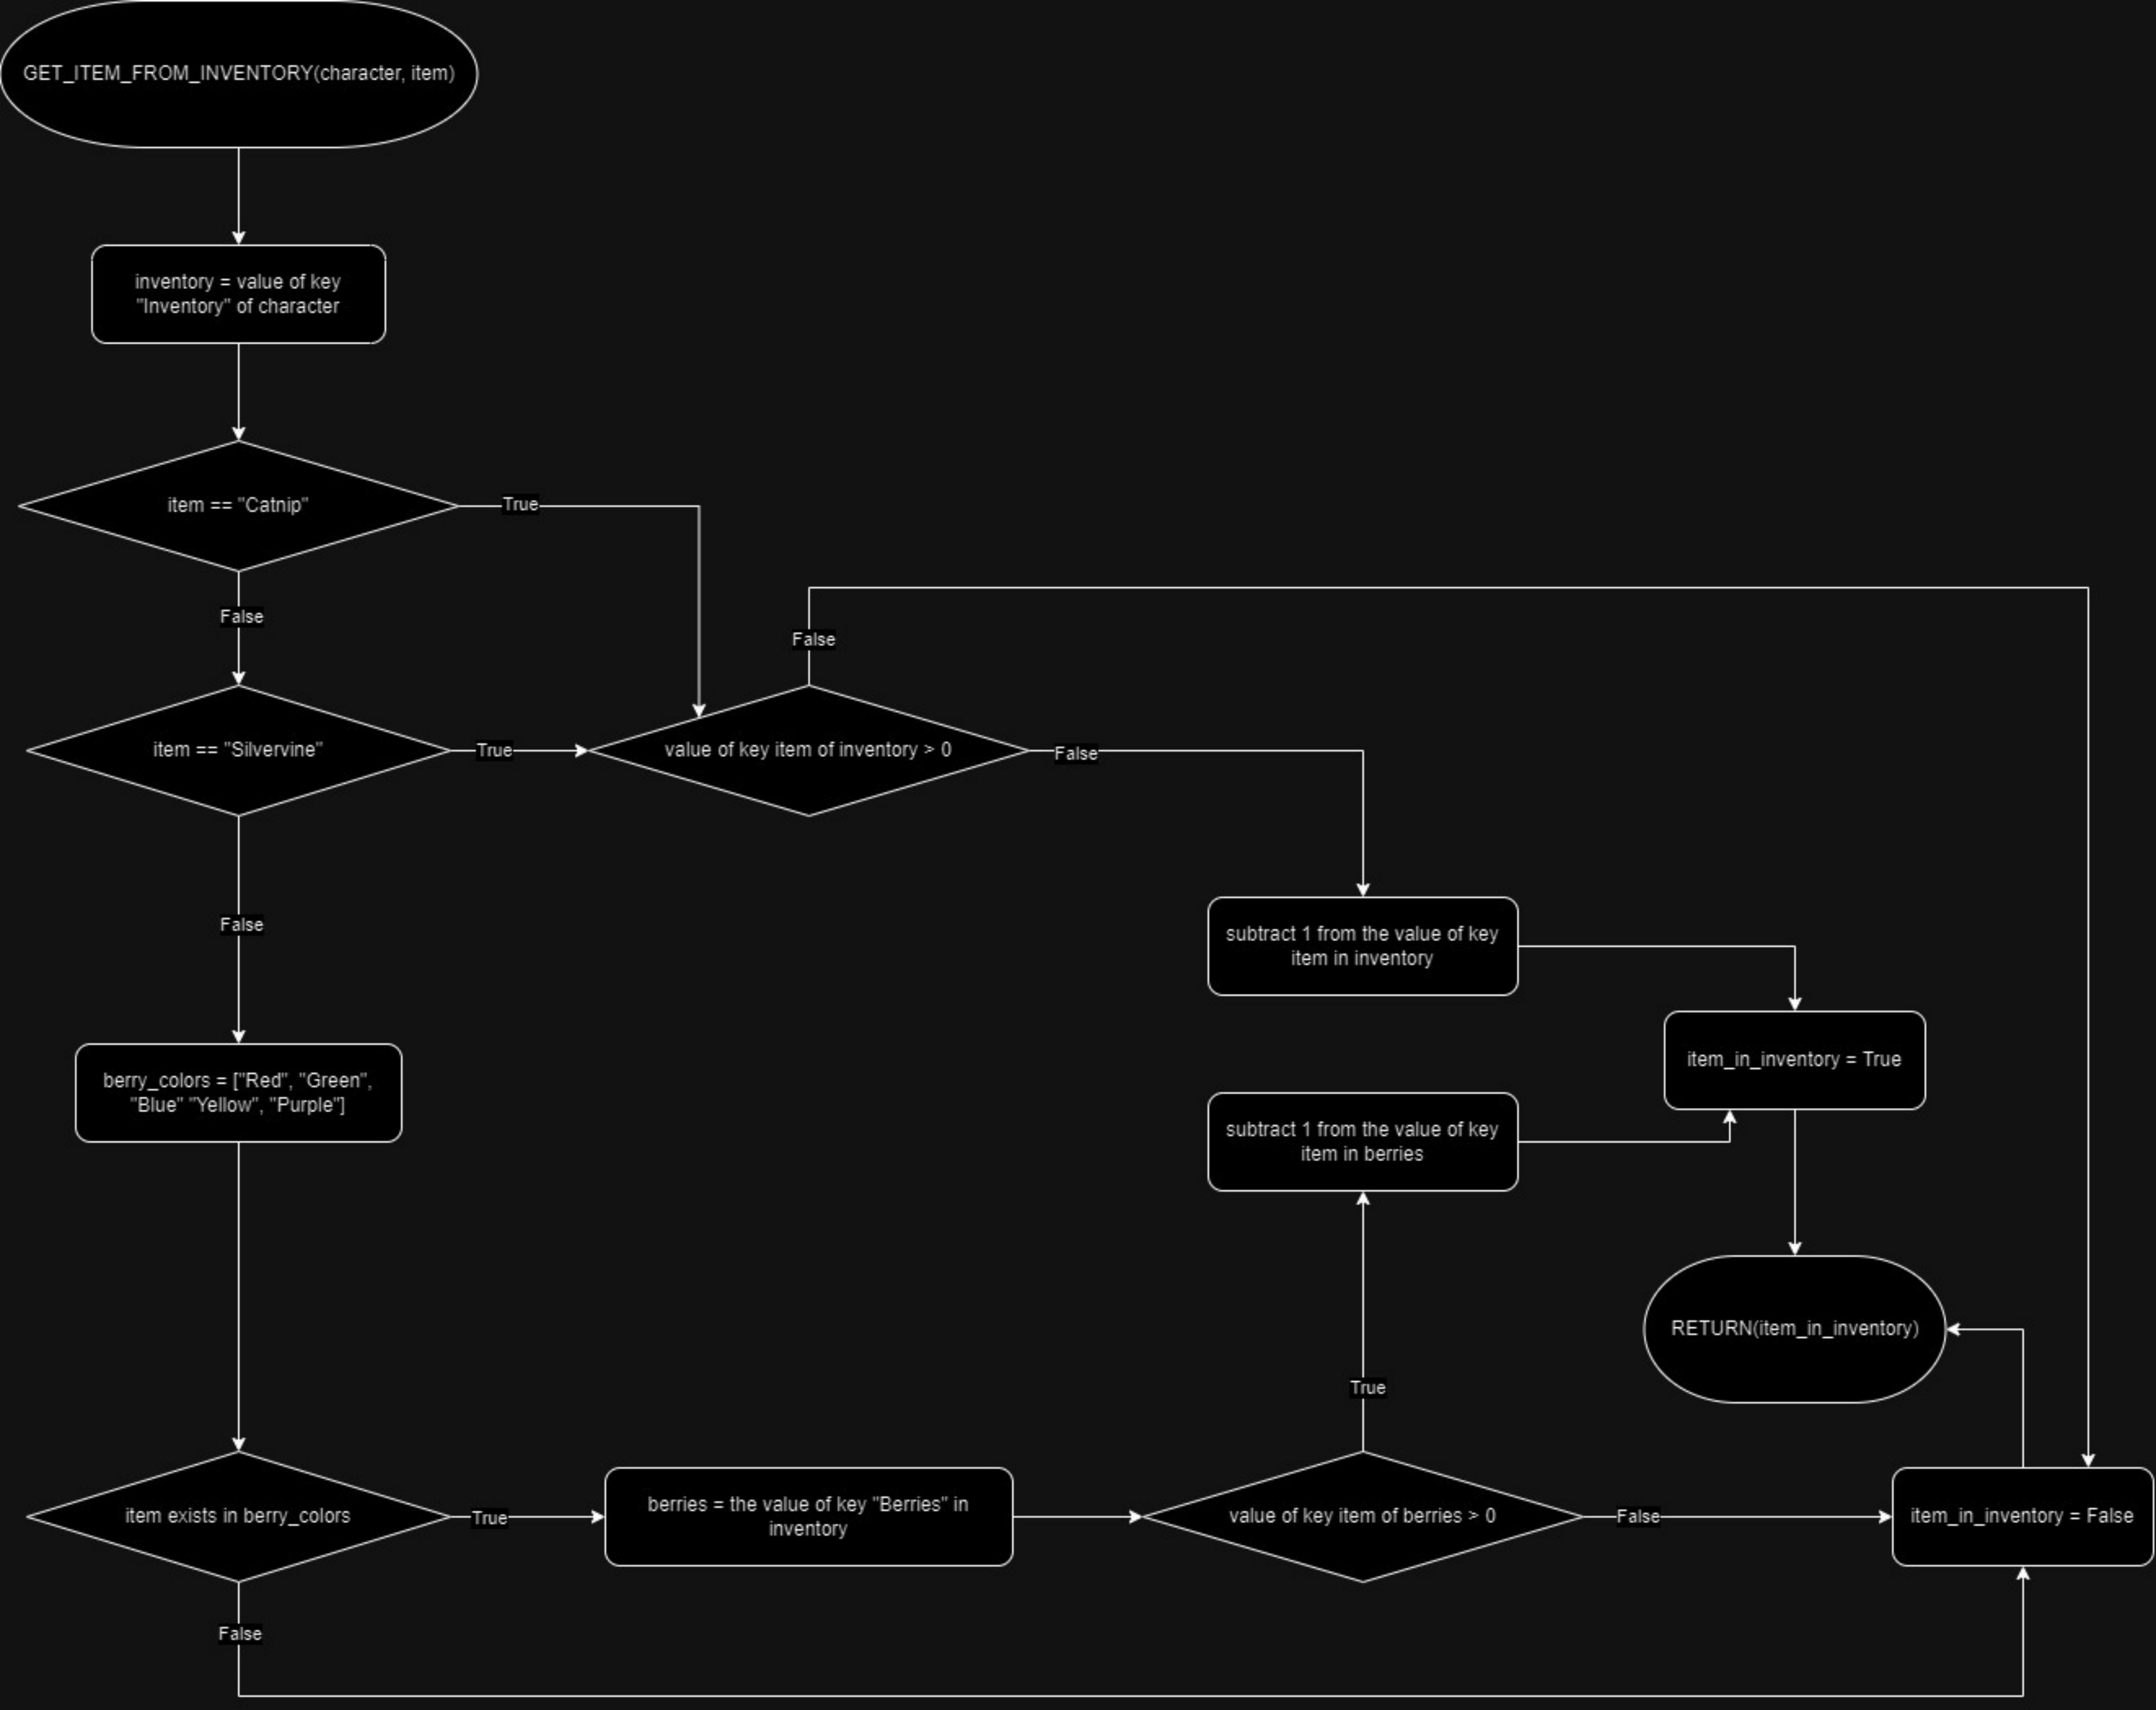 GET_ITEM_FROM_INVENTORY(character, item)
inventory = value of key
"Inventory" of character
item == "Catnip"
True
False
False
item == "Silvervine"
True
value of key item of inventory > 0
False
False
subtract 1 from the value of key
item in inventory
item_in_inventory = True
berry_colors = ["Red", "Green",
"Blue" "Yellow", "Purple"]
subtract 1 from the value of key
item in berries
RETURN(item_in_inventory)
True
item exists in berry_colors
True
berries = the value of key "Berries" in
inventory
value of key item of berries > 0
False
item_in_inventory = False
False